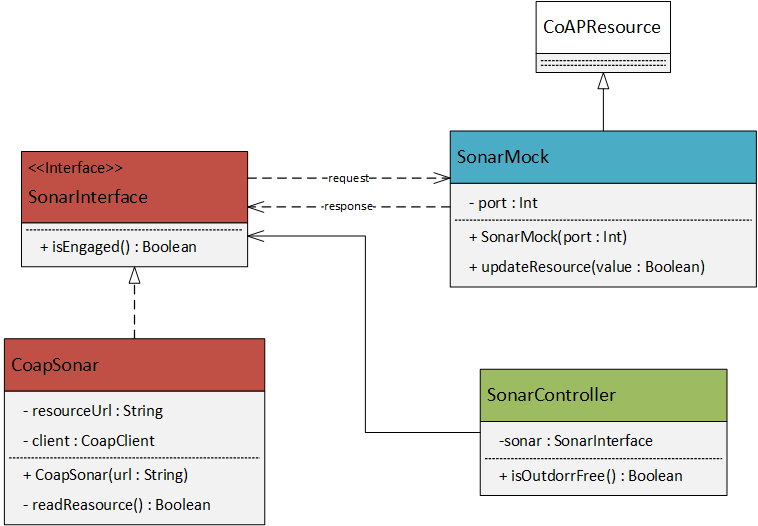 CoAPResource
SonarMock
- port : Int
+ SonarMock(port : Int)
+ updateResource(value : Boolean)
<<Interface>>
SonarInterface
+ isEngaged() : Boolean
request
response
CoapSonar
- resourceUrl : String
- client : CoapClient
+ CoapSonar(url : String)
- readReasource() : Boolean
SonarController
-sonar : SonarInterface
+ isOutdorrFree() : Boolean